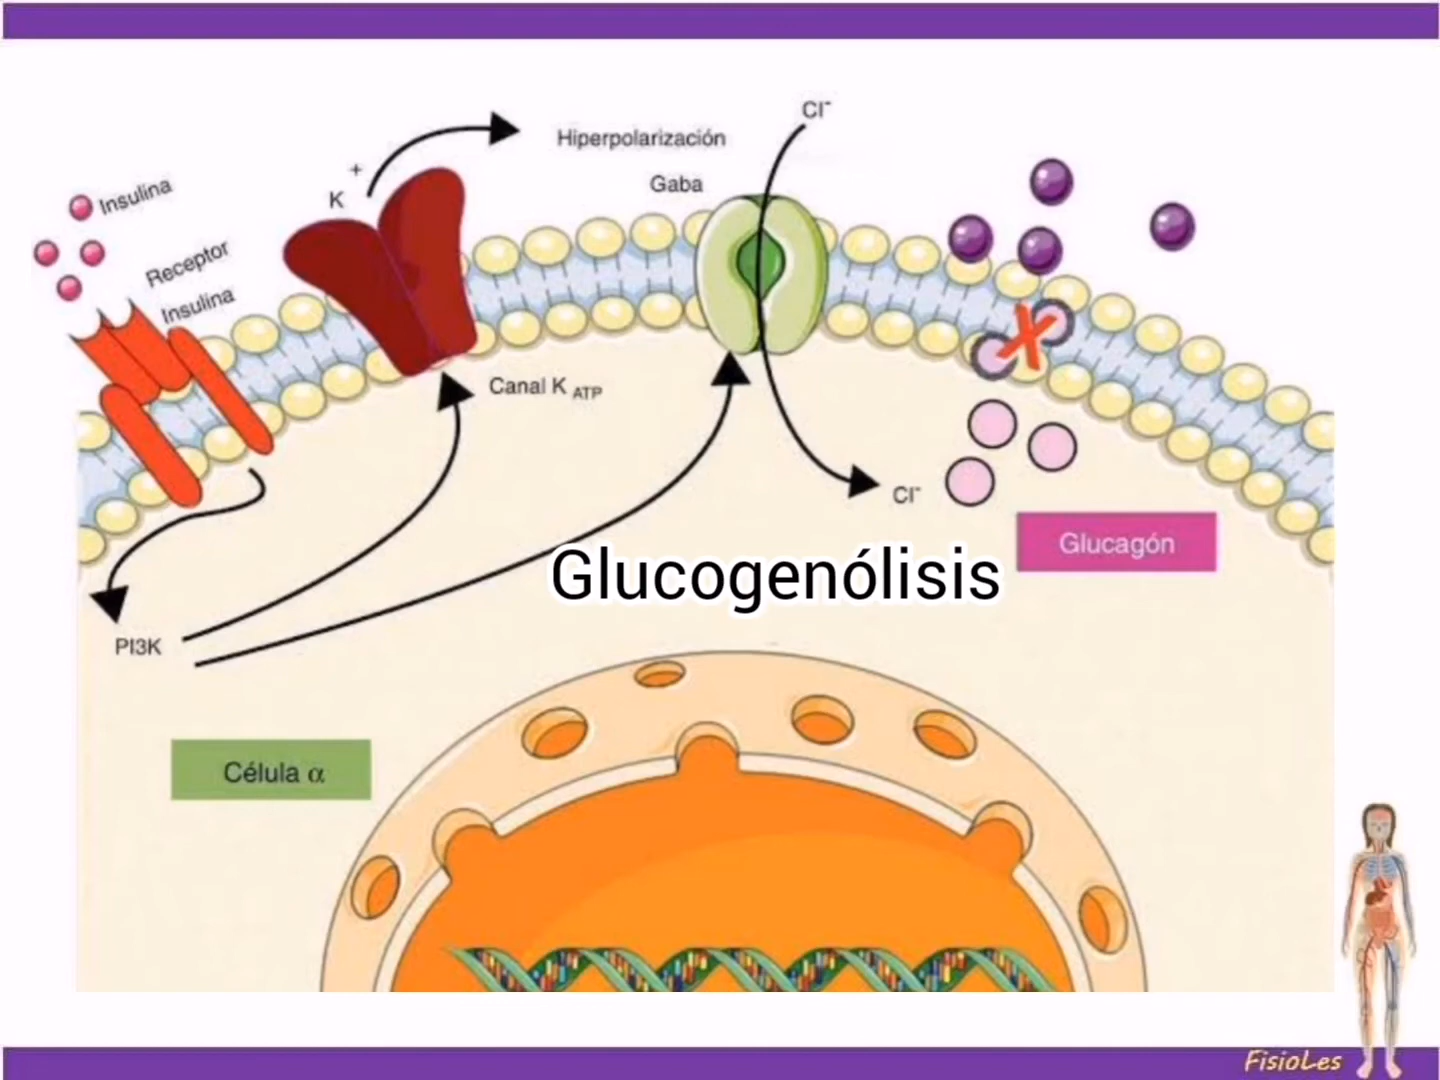 Cl⁻
Hiperpolarización
K +
Gaba
Insulina
Receptor
Insulina
Canal K ATP
Cl⁻
Glucagón
Glucogenólisis
PI3K
Célula α
FisioLes